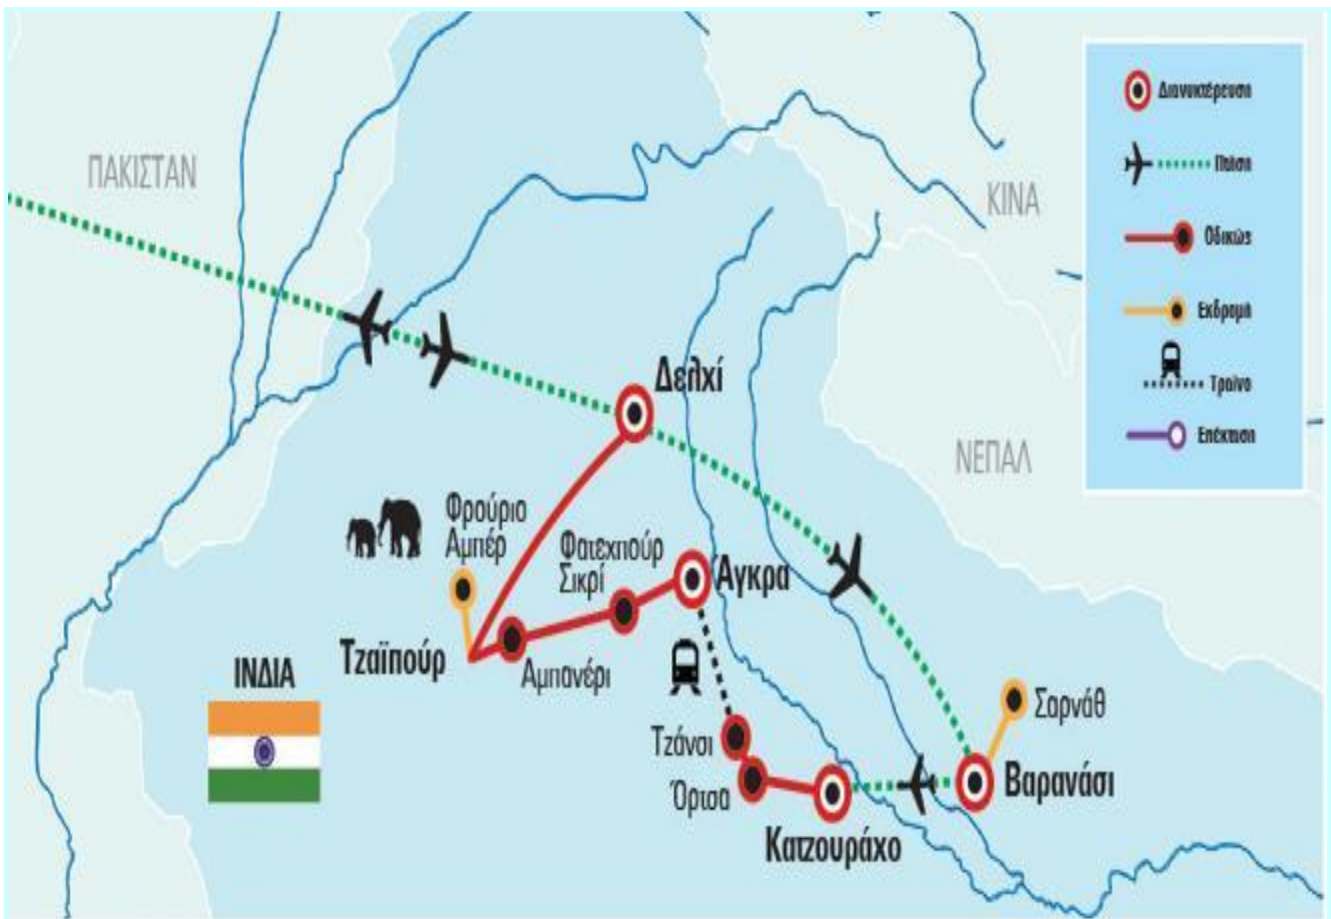 ΠΑΚΙΣΤΑΝ
ΚΙΝΑ
ΝΕΠΑΛ
Διανυκτέρευση
Πτήση
Οδικώς
Εκδρομή
Τραίνο
Επέκταση
Δελχί
Φρούριο
Αμπέρ
Φατεχπούρ
Σικρί
Άγκρα
Τζαϊπούρ
Αμπανέρι
ΙΝΔΙΑ
Σαρνάθ
Τζάνσι
Όρτσα
Βαρανάσι
Κατζουράχο